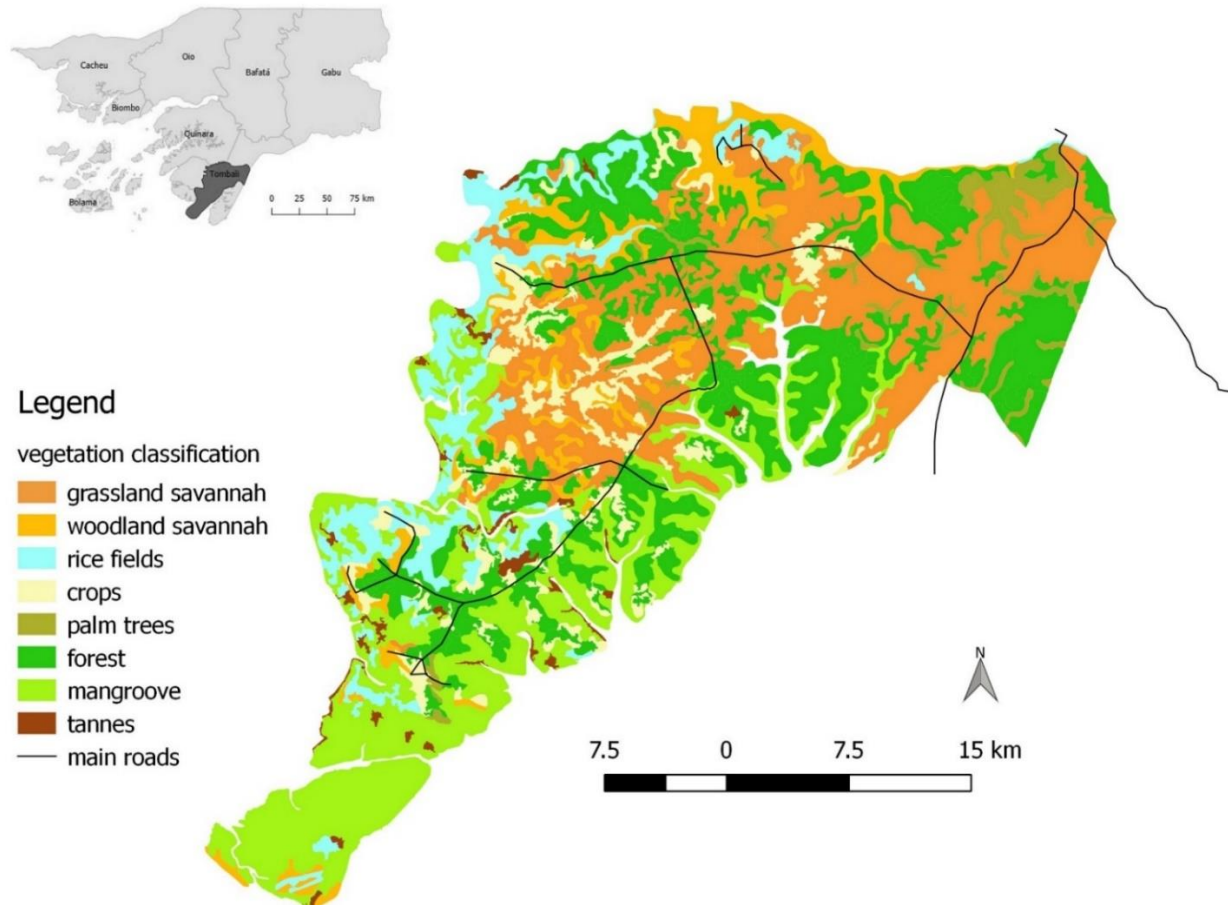 Cacheu
Oio
Bafatá
Gabu
Biombo
Quinara
Tombali
Bolama
0 25 50 75 km
Legend
vegetation classification
grassland savannah
woodland savannah
rice fields
crops
palm trees
forest
mangroove
tannes
main roads
N
7.5 0 7.5 15 km